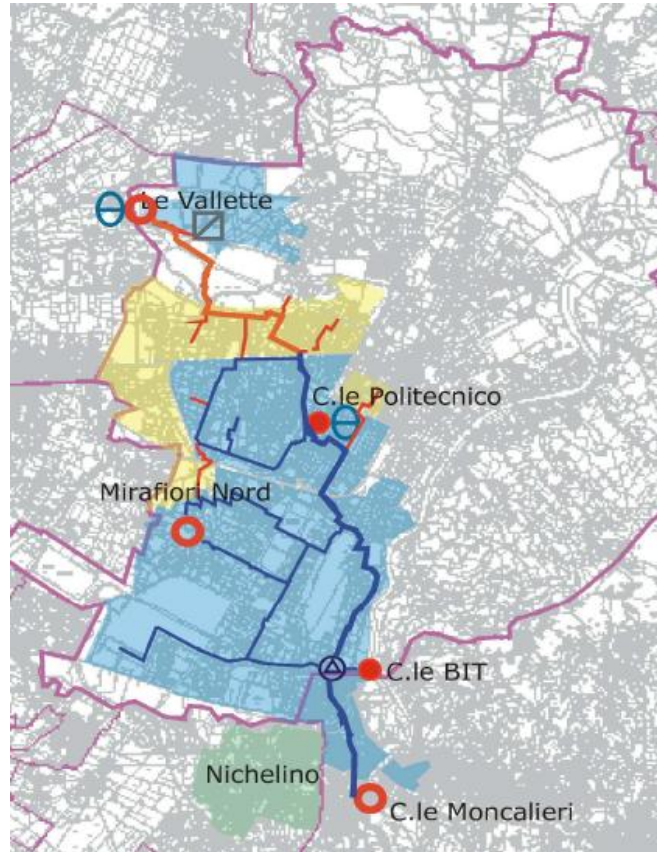 Le Vallette
C.le Politecnico
Mirafiori Nord
C.le BIT
Nichelino
C.le Moncalieri